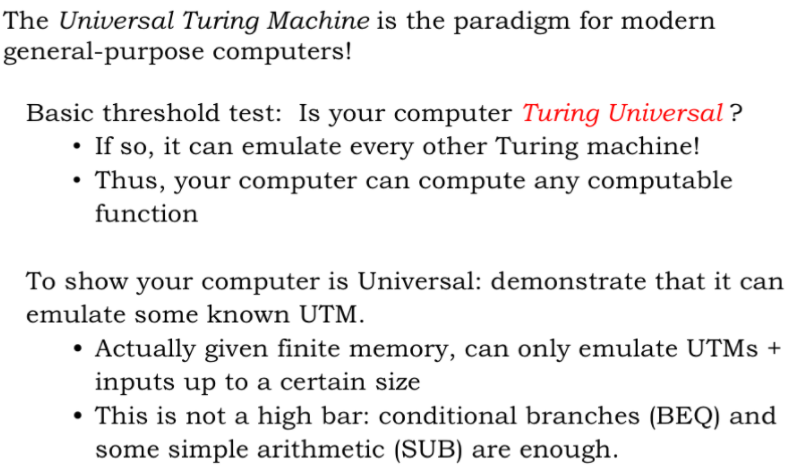 The Universal Turing Machine is the paradigm for modern
general-purpose computers!
Basic threshold test: Is your computer Turing Universal ?
• If so, it can emulate every other Turing machine!
• Thus, your computer can compute any computable
function
To show your computer is Universal: demonstrate that it can
emulate some known UTM.
• Actually given finite memory, can only emulate UTMs +
inputs up to a certain size
• This is not a high bar: conditional branches (BEQ) and
some simple arithmetic (SUB) are enough.